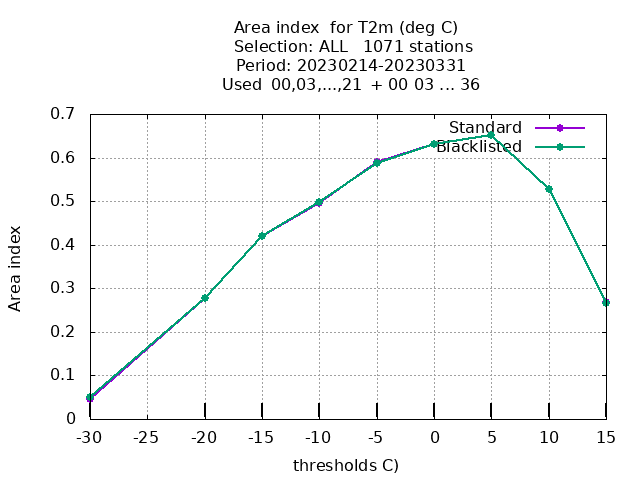 Area index  for T2m (deg C)
Selection: ALL   1071 stations
Period: 20230214-20230331
Used  00,03,...,21  + 00 03 ... 36
0.7
0.6
0.5
0.4
0.3
0.2
0.1
0
Area index
Standard
Blacklisted
-30 -25 -20 -15 -10 -5 0 5 10 15
thresholds C)